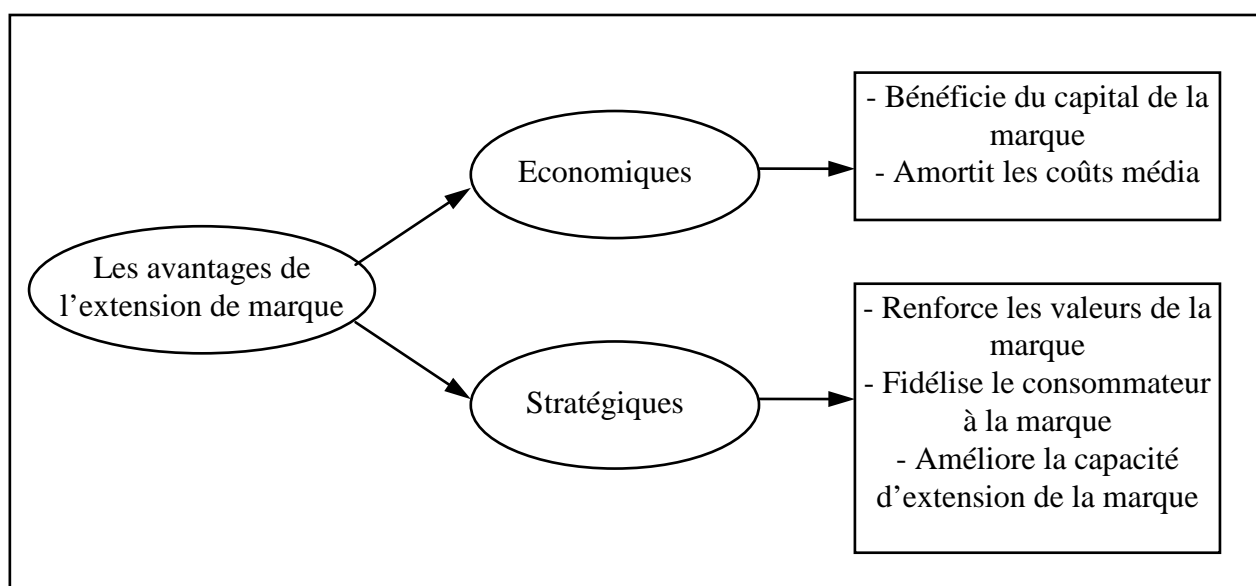 Les avantages de
l’extension de marque
Economiques
- Bénéficie du capital de la
marque
- Amortit les coûts média
Stratégiques
- Renforce les valeurs de la
marque
- Fidélise le consommateur
à la marque
- Améliore la capacité
d’extension de la marque